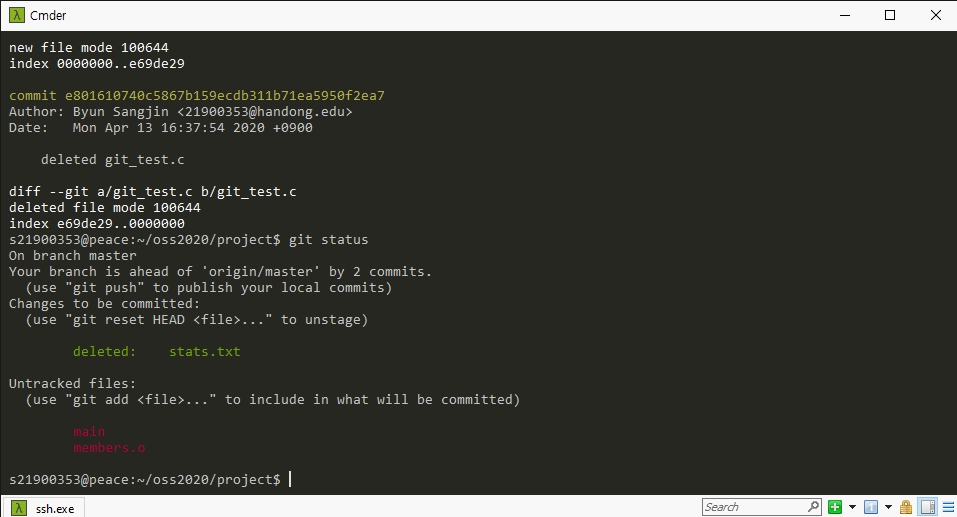 Cmder
new file mode 100644
index 0000000..e69de29
commit e801610740c5867b159ecdb311b71ea5950f2ea7
Author: Byun Sangjin <21900353@handong.edu>
Date:   Mon Apr 13 16:37:54 2020 +0900
    deleted git_test.c
diff --git a/git_test.c b/git_test.c
deleted file mode 100644
index e69de29..0000000
s21900353@peace:~/oss2020/project$ git status
On branch master
Your branch is ahead of 'origin/master' by 2 commits.
  (use "git push" to publish your local commits)
Changes to be committed:
  (use "git reset HEAD <file>..." to unstage)
        deleted:    stats.txt
Untracked files:
  (use "git add <file>..." to include in what will be committed)
        main
        members.o
s21900353@peace:~/oss2020/project$
ssh.exe
Search